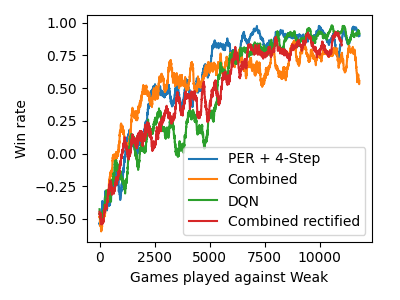 1.00
0.75
0.50
0.25
0.00
−0.25
−0.50
Win rate
PER + 4-Step
Combined
DQN
Combined rectified
0 2500 5000 7500 10000
Games played against Weak